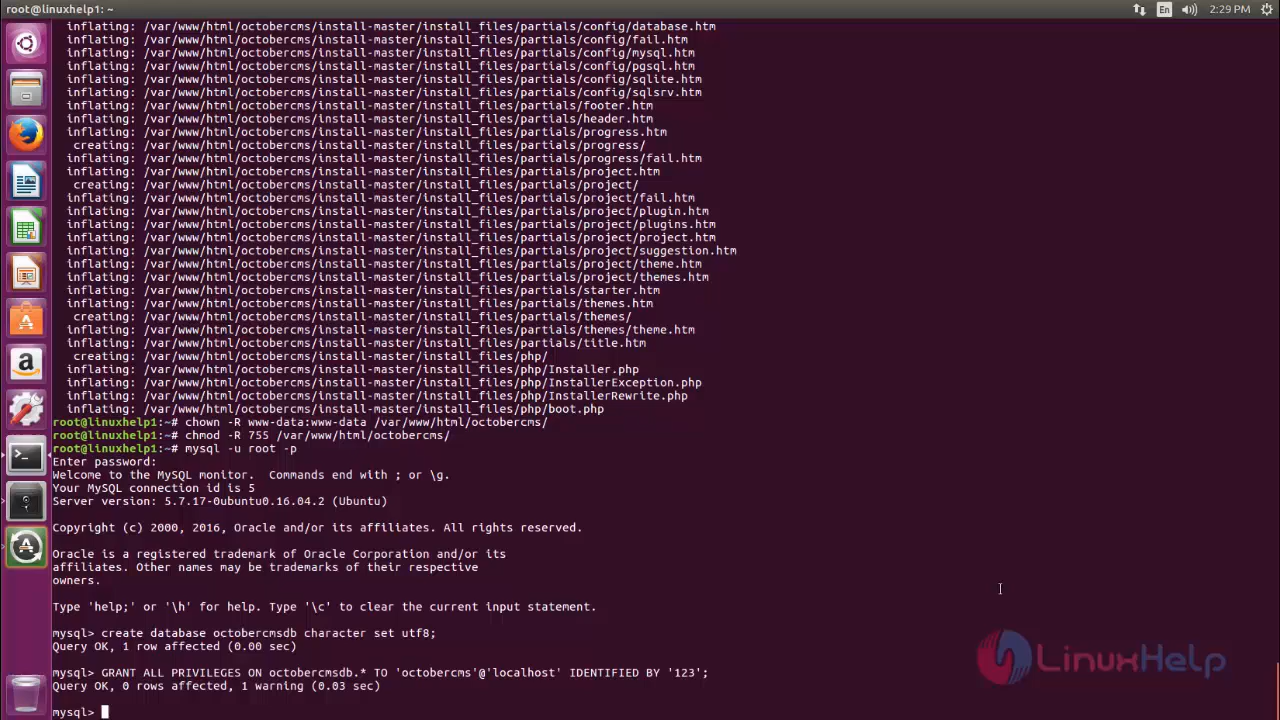 root@linuxhelp1: ~
En
2:29 PM
inflating: /var/www/html/octobercms/install-master/install_files/partials/config/database.htm
inflating: /var/www/html/octobercms/install-master/install_files/partials/config/fail.htm
inflating: /var/www/html/octobercms/install-master/install_files/partials/config/mysql.htm
inflating: /var/www/html/octobercms/install-master/install_files/partials/config/pgsql.htm
inflating: /var/www/html/octobercms/install-master/install_files/partials/config/sqlite.htm
inflating: /var/www/html/octobercms/install-master/install_files/partials/config/sqlsrv.htm
inflating: /var/www/html/octobercms/install-master/install_files/partials/footer.htm
inflating: /var/www/html/octobercms/install-master/install_files/partials/header.htm
inflating: /var/www/html/octobercms/install-master/install_files/partials/progress.htm
creating: /var/www/html/octobercms/install-master/install_files/partials/progress/
inflating: /var/www/html/octobercms/install-master/install_files/partials/progress/fail.htm
inflating: /var/www/html/octobercms/install-master/install_files/partials/project.htm
creating: /var/www/html/octobercms/install-master/install_files/partials/project/
inflating: /var/www/html/octobercms/install-master/install_files/partials/project/fail.htm
inflating: /var/www/html/octobercms/install-master/install_files/partials/project/plugin.htm
inflating: /var/www/html/octobercms/install-master/install_files/partials/project/plugins.htm
inflating: /var/www/html/octobercms/install-master/install_files/partials/project/project.htm
inflating: /var/www/html/octobercms/install-master/install_files/partials/project/suggestion.htm
inflating: /var/www/html/octobercms/install-master/install_files/partials/project/theme.htm
inflating: /var/www/html/octobercms/install-master/install_files/partials/project/themes.htm
inflating: /var/www/html/octobercms/install-master/install_files/partials/starter.htm
inflating: /var/www/html/octobercms/install-master/install_files/partials/themes.htm
creating: /var/www/html/octobercms/install-master/install_files/partials/themes/
inflating: /var/www/html/octobercms/install-master/install_files/partials/themes/theme.htm
inflating: /var/www/html/octobercms/install-master/install_files/partials/title.htm
creating: /var/www/html/octobercms/install-master/install_files/php/
inflating: /var/www/html/octobercms/install-master/install_files/php/Installer.php
inflating: /var/www/html/octobercms/install-master/install_files/php/InstallerException.php
inflating: /var/www/html/octobercms/install-master/install_files/php/InstallerRewrite.php
inflating: /var/www/html/octobercms/install-master/install_files/php/boot.php
root@linuxhelp1:~# chown -R www-data:www-data /var/www/html/octobercms/
root@linuxhelp1:~# chmod -R 755 /var/www/html/octobercms/
root@linuxhelp1:~# mysql -u root -p
Enter password:
Welcome to the MySQL monitor.  Commands end with ; or \g.
Your MySQL connection id is 5
Server version: 5.7.17-0ubuntu0.16.04.2 (Ubuntu)
Copyright (c) 2000, 2016, Oracle and/or its affiliates. All rights reserved.
Oracle is a registered trademark of Oracle Corporation and/or its
affiliates. Other names may be trademarks of their respective
owners.
Type 'help;' or '\h' for help. Type '\c' to clear the current input statement.
mysql> create database octobercmsdb character set utf8;
Query OK, 1 row affected (0.00 sec)
mysql> GRANT ALL PRIVILEGES ON octobercmsdb.* TO 'octobercms'@'localhost' IDENTIFIED BY '123';
Query OK, 0 rows affected, 1 warning (0.03 sec)
mysql>
LinuxHelp